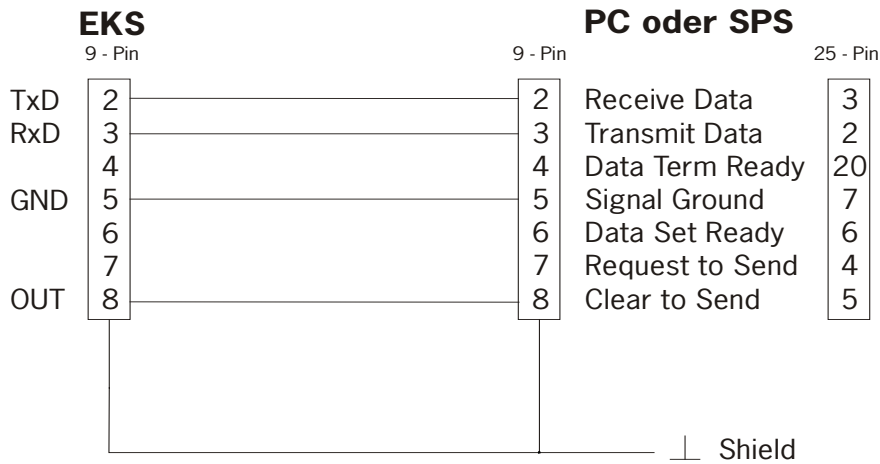 EKS PC oder SPS
9 - Pin 9 - Pin 25 - Pin
TxD 2 2 Receive Data 3
RxD 3 3 Transmit Data 2
4 4 Data Term Ready 20
GND 5 5 Signal Ground 7
6 6 Data Set Ready 6
7 7 Request to Send 4
OUT 8 8 Clear to Send 5
Shield